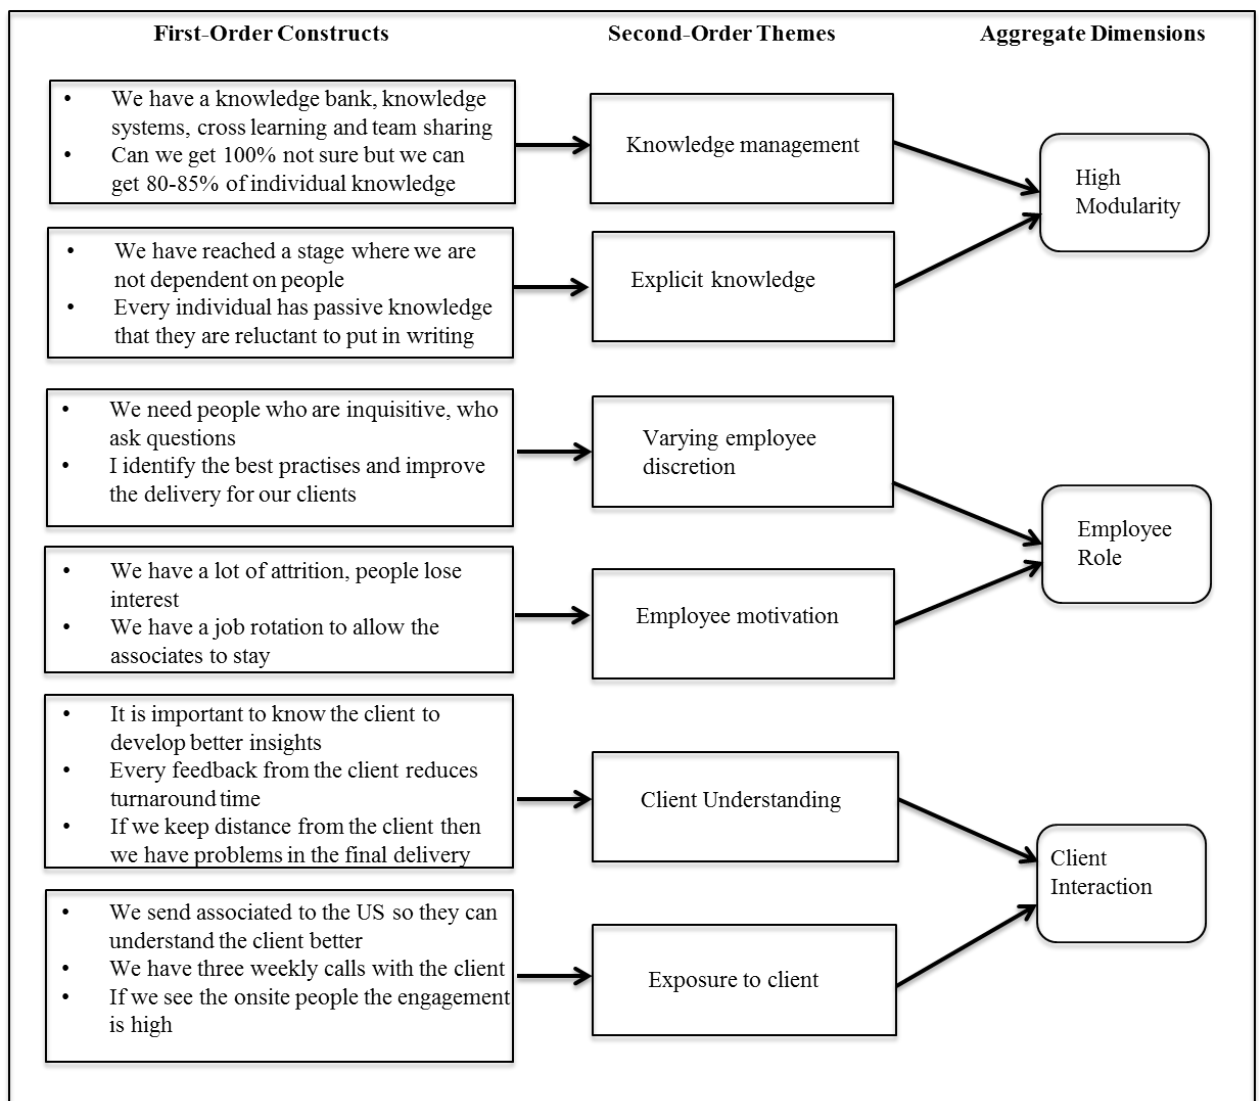 First-Order Constructs
Second-Order Themes
Aggregate Dimensions
• We have a knowledge bank, knowledge
systems, cross learning and team sharing
• Can we get 100% not sure but we can
get 80-85% of individual knowledge
Knowledge management
High
Modularity
• We have reached a stage where we are
not dependent on people
• Every individual has passive knowledge
that they are reluctant to put in writing
Explicit knowledge
• We need people who are inquisitive, who
ask questions
• I identify the best practises and improve
the delivery for our clients
Varying employee
discretion
Employee
Role
• We have a lot of attrition, people lose
interest
• We have a job rotation to allow the
associates to stay
Employee motivation
• It is important to know the client to
develop better insights
• Every feedback from the client reduces
turnaround time
• If we keep distance from the client then
we have problems in the final delivery
Client Understanding
Client
Interaction
• We send associated to the US so they can
understand the client better
• We have three weekly calls with the client
• If we see the onsite people the engagement
is high
Exposure to client